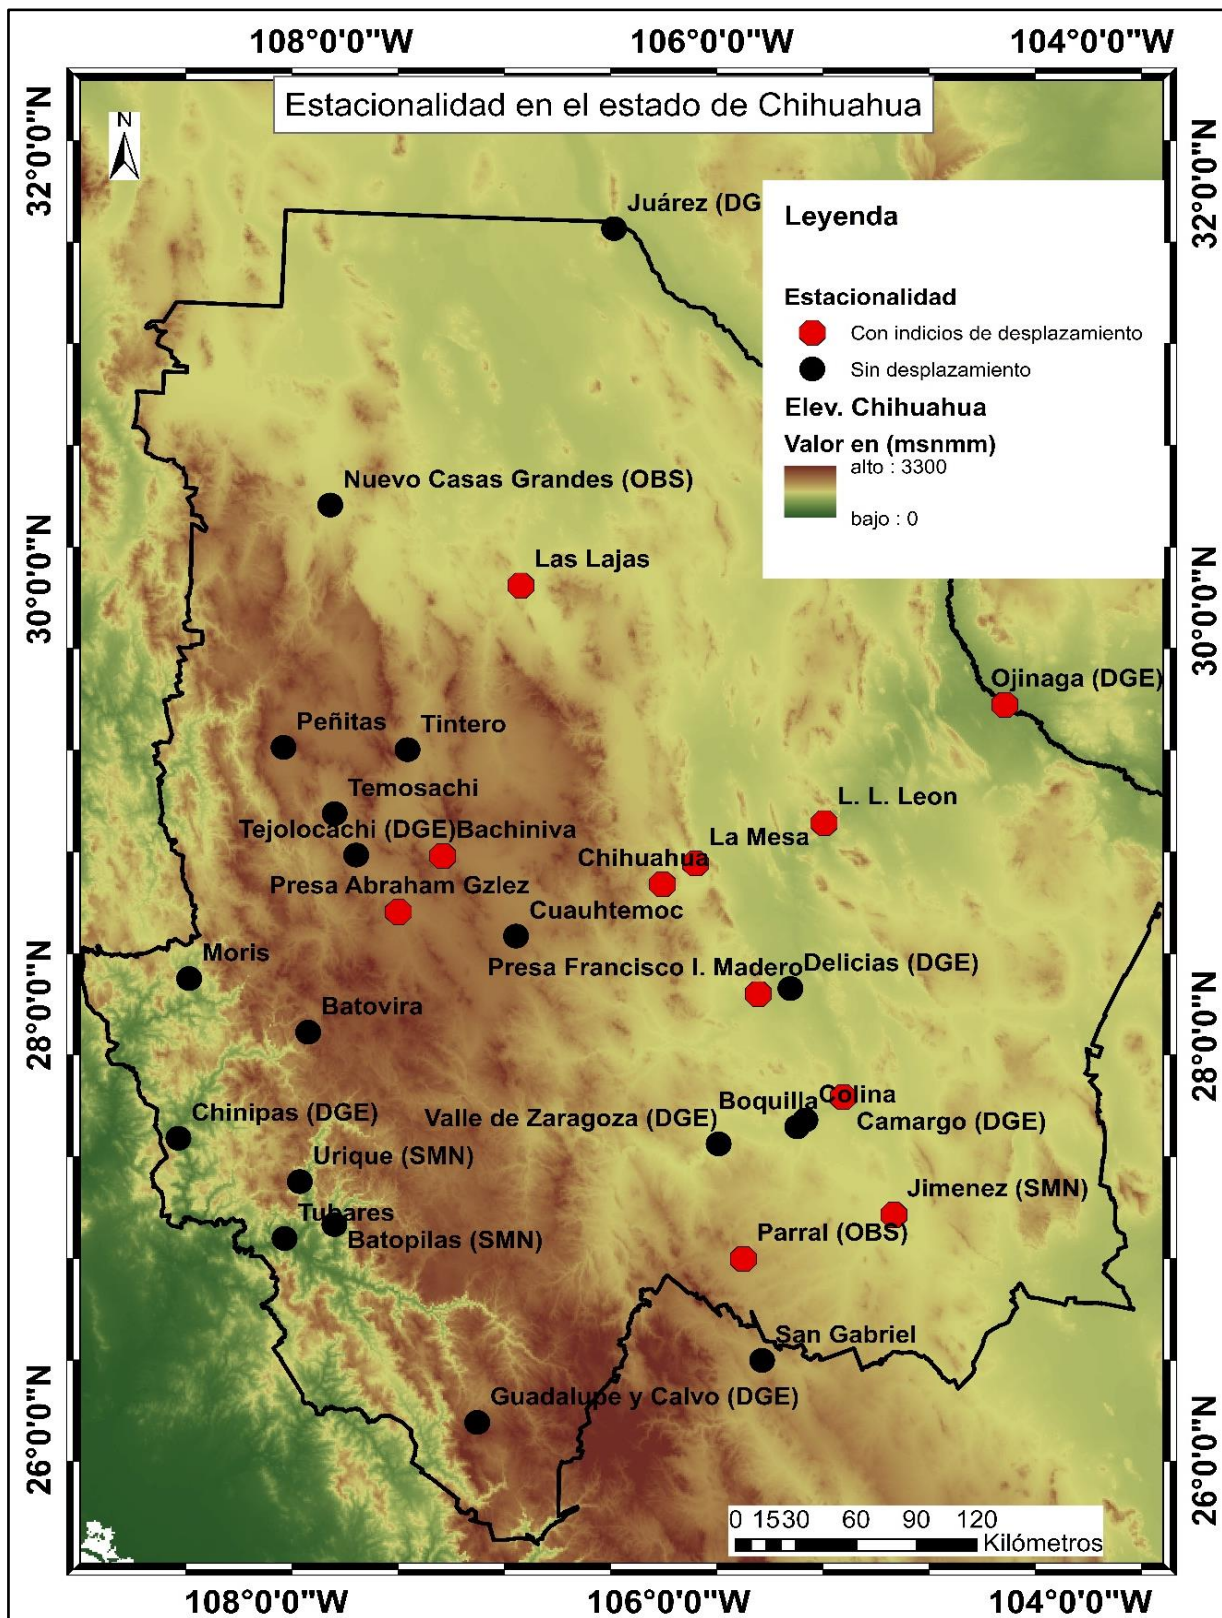 108°0'0"W 106°0'0"W 104°0'0"W
Estacionalidad en el estado de Chihuahua
N
32°0'0"N
32°0'0"N
Juárez (DG
Leyenda
Estacionalidad
Con indicios de desplazamiento
Sin desplazamiento
Elev. Chihuahua
Valor en (msnmm)
alto : 3300
bajo : 0
Nuevo Casas Grandes (OBS)
Las Lajas
30°0'0"N
30°0'0"N
Ojinaga (DGE)
Peñitas
Tintero
Temosachi
L. L. Leon
Tejolocachi (DGE)
Bachiniva
La Mesa
Chihuahua
Presa Abraham Gzlez
Cuauhtemoc
Moris
Presa Francisco I. Madero
Delicias (DGE)
Batovira
28°0'0"N
28°0'0"N
Chinipas (DGE)
Valle de Zaragoza (DGE)
Boquilla
Colina
Camargo (DGE)
Urique (SMN)
Jimenez (SMN)
Tubares
Batopilas (SMN)
Parral (OBS)
San Gabriel
Guadalupe y Calvo (DGE)
26°0'0"N
26°0'0"N
0 15 30 60 90 120
Kilómetros
108°0'0"W 106°0'0"W 104°0'0"W